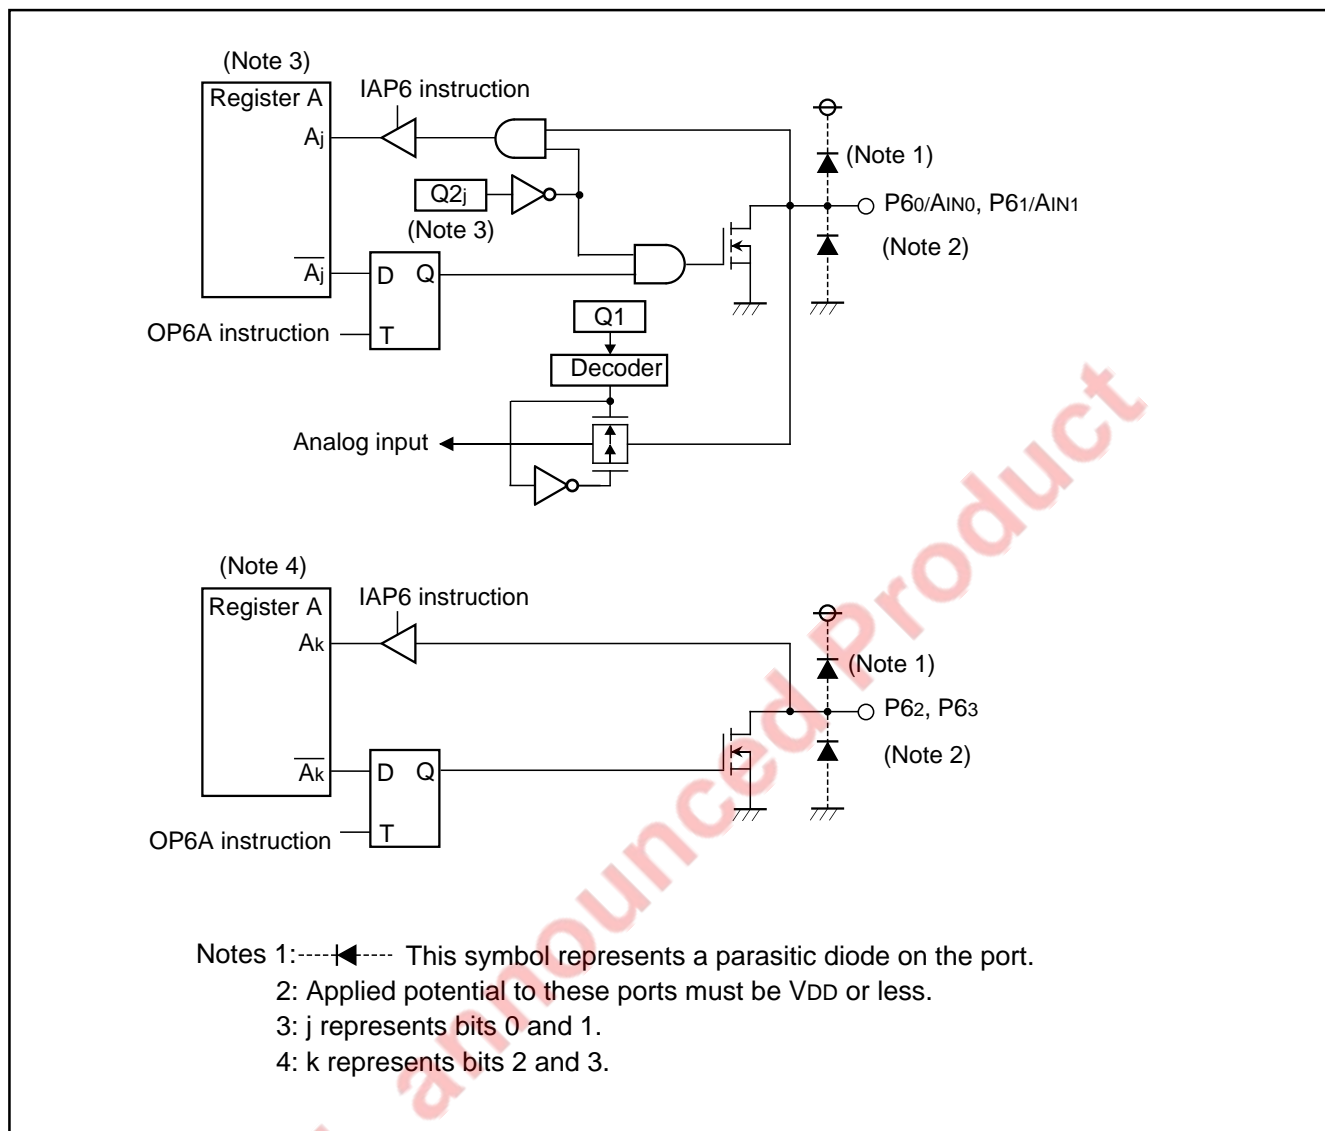 (Note 3)
Register A
IAP6 instruction
Aj
(Note 1)
Q2j
P60/AIN0, P61/AIN1
(Note 3)
(Note 2)
Aj
D Q
OP6A instruction
T
Q1
Decoder
Analog input
(Note 4)
Register A
IAP6 instruction
Ak
(Note 1)
P62, P63
(Note 2)
Ak
D Q
OP6A instruction
T
Notes 1: This symbol represents a parasitic diode on the port.
2: Applied potential to these ports must be VDD or less.
3: j represents bits 0 and 1.
4: k represents bits 2 and 3.
announced Product